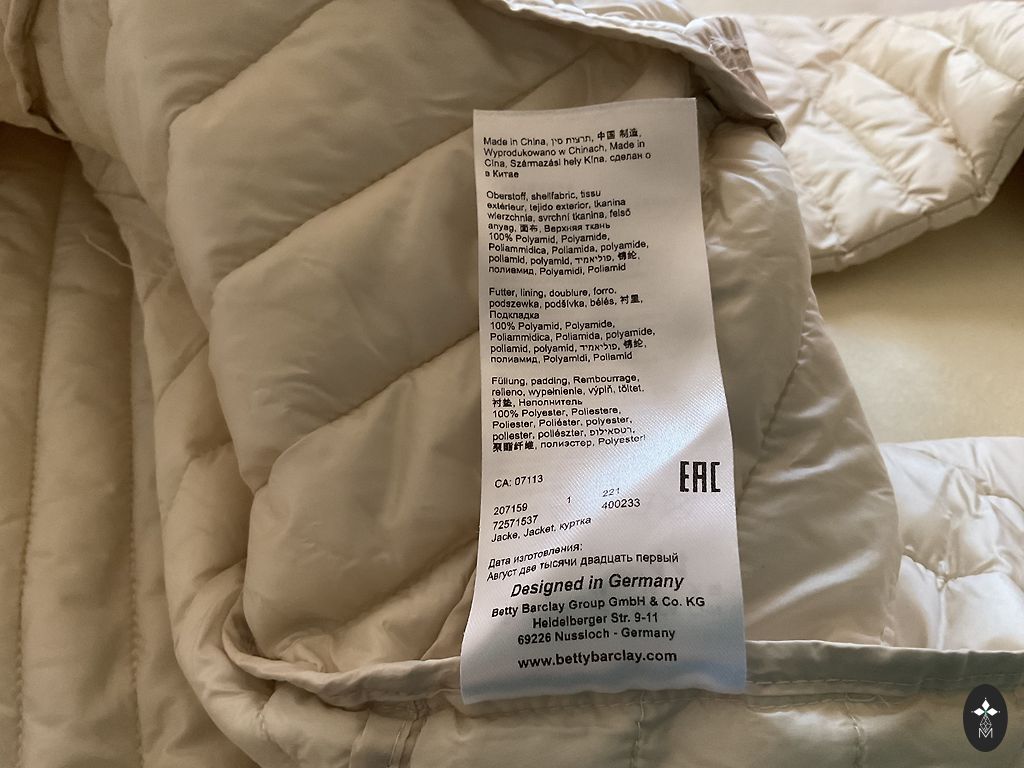 Made in China, תרצית סין, 中国 制造,
Wyprodukowano w Chinach, Made in
Cina, Származási hely Kína, сделан о
в Китае
Oberstoff, shellfabric, tissu
extérieur, tejido exterior, tkanina
wierzchnia, svrchní tkanina, felső
anyag, 面布, Верхняя ткань
100% Polyamid, Polyamide,
Poliammidica, Poliamida, polyamide,
poliamid, polyamid, פוליאמיד, 锦纶,
полиамид, Polyamidi, Poliamid
Futter, lining, doublure, forro,
podszewka, podšívka, bélés, 衬里,
Подкладка
100% Polyamid, Polyamide,
Poliammidica, Poliamida, polyamide,
poliamid, polyamid, פוליאמיד, 锦纶,
полиамид, Polyamidi, Poliamid
Füllung, padding, Rembourrage,
relleno, wypełnienie, výplň, töltet,
衬垫, Наполнитель
100% Polyester, Poliestere,
Poliester, Poliéster, polyester,
poliester, poliészter, פוליאסטר,
聚酯纤维, полиэстер, Polyesteri
CA: 07113
EAC
207159 1 221
72571537 400233
Jacke, Jacket, куртка
Дата изготовления:
Август две тысячи двадцать первый
Designed in Germany
Betty Barclay Group GmbH & Co. KG
Heidelberger Str. 9-11
69226 Nussloch - Germany
www.bettybarclay.com
M